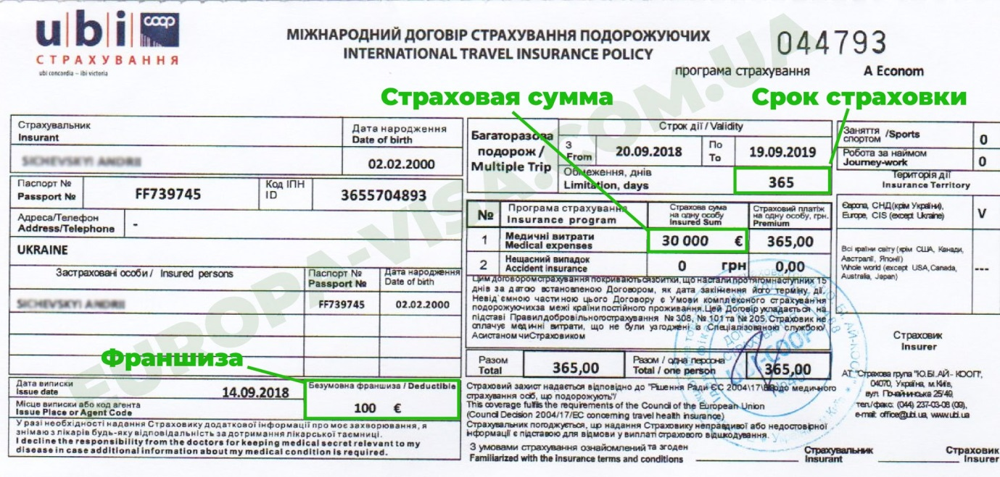 ubi coop
СТРАХУВАННЯ
ubi concordia – ibi victoria
МІЖНАРОДНИЙ ДОГОВІР СТРАХУВАННЯ ПОДОРОЖУЮЧИХ
INTERNATIONAL TRAVEL INSURANCE POLICY
044793
програма страхування A Econom
Страховая сумма
Срок страховки
Страхувальник
Insurant
Дата народження
Date of birth
02.02.2000
Паспорт №
Passport №
FF739745
Код ІПН
ID
3655704893
Адреса/Телефон
Address/Telephone
-
UKRAINE
Застраховані особи / Insured persons
Паспорт №
Passport №
Дата народження
Date of birth
FF739745
02.02.2000
Франшиза
Дата виписки
Issue date
14.09.2018
Місце виписки або код агента
Issue Place or Agent Code
Безумовна франшиза / Deductible
100 €
У разі необхідності надання Страховику додаткової інформації про моє захворювання, я
знімаю з лікарів будь-яку відповідальність за дотримання лікарської таємниці.
I decline the responsibility from the doctors for keeping medical secret relevant to my
disease in case additional information about my medical condition is required.
Багаторазова
подорож /
Multiple Trip
Строк дії / Validity
З
From
20.09.2018
По
To
19.09.2019
Обмеження, днів
Limitation, days
365
№
Програма страхування
Insurance program
Страхова сума
на одну особу
Insured Sum
Страховий платіж
на одну особу, грн.
Premium
1
Медичні витрати
Medical expenses
30 000 €
365,00
2
Нещасний випадок
Accident insurance
0 грн
0,00
Цим договором страхування покриваються збитки, що настали протягом наступних 15
днів за датою встановленою Договором, як дата закінчення його терміну дії.
Невід`ємною частиною цього Договору є Умови комплексного страхування
подорожуючих за межі країни постійного проживання. Цей Договір укладається на
підставі Правил добровільного страхування № 308, № 101 та № 205. Страховик не
сплачує медичні витрати, що не були узгоджені із Спеціалізованою службою/
Асистаном чи Страховиком
Разом
Total
365,00
Разом / одна персона
Total / one person
365,00
Страховий захист надається відповідно до "Рішення Ради ЄС 2004\17\ медичного
страхування осіб, що подорожують"/
This coverage fulfils the requirements of the Council of the European Union
(Council Decision 2004/17/EC concerning travel health insurance)
Страхувальник погоджується, що надання Страховику неправдивої або недостовірної
інформації є підставою для відмови у виплаті страхового відшкодування.
З умовами страхування ознайомлений та згоден
Familiarized with the insurance terms and conditions
Страхувальник
Insurant
Страховик
Insurer
Заняття
спортом /Sports
0
Робота за наймом
Journey-work
0
Територія дії
Insurance Territory
Європа, СНД (крім України),
Europe, CIS (except Ukraine)
V
Всі країни світу (крім США, Канади,
Австралії, Японії)
Whole world (except USA, Canada,
Australia, Japan)
---
Страховик
Insurer
АТ "Страхова група "Ю.БІ.АЙ - КООП",
04070, Україна, м.Київ,
вул. Почайнинська 25/49,
тел./факс: (044) 237-03-08 (09),
e-mail: office@ubi.ua, www.ubi.ua
EUROPA-VISA.COM.UA